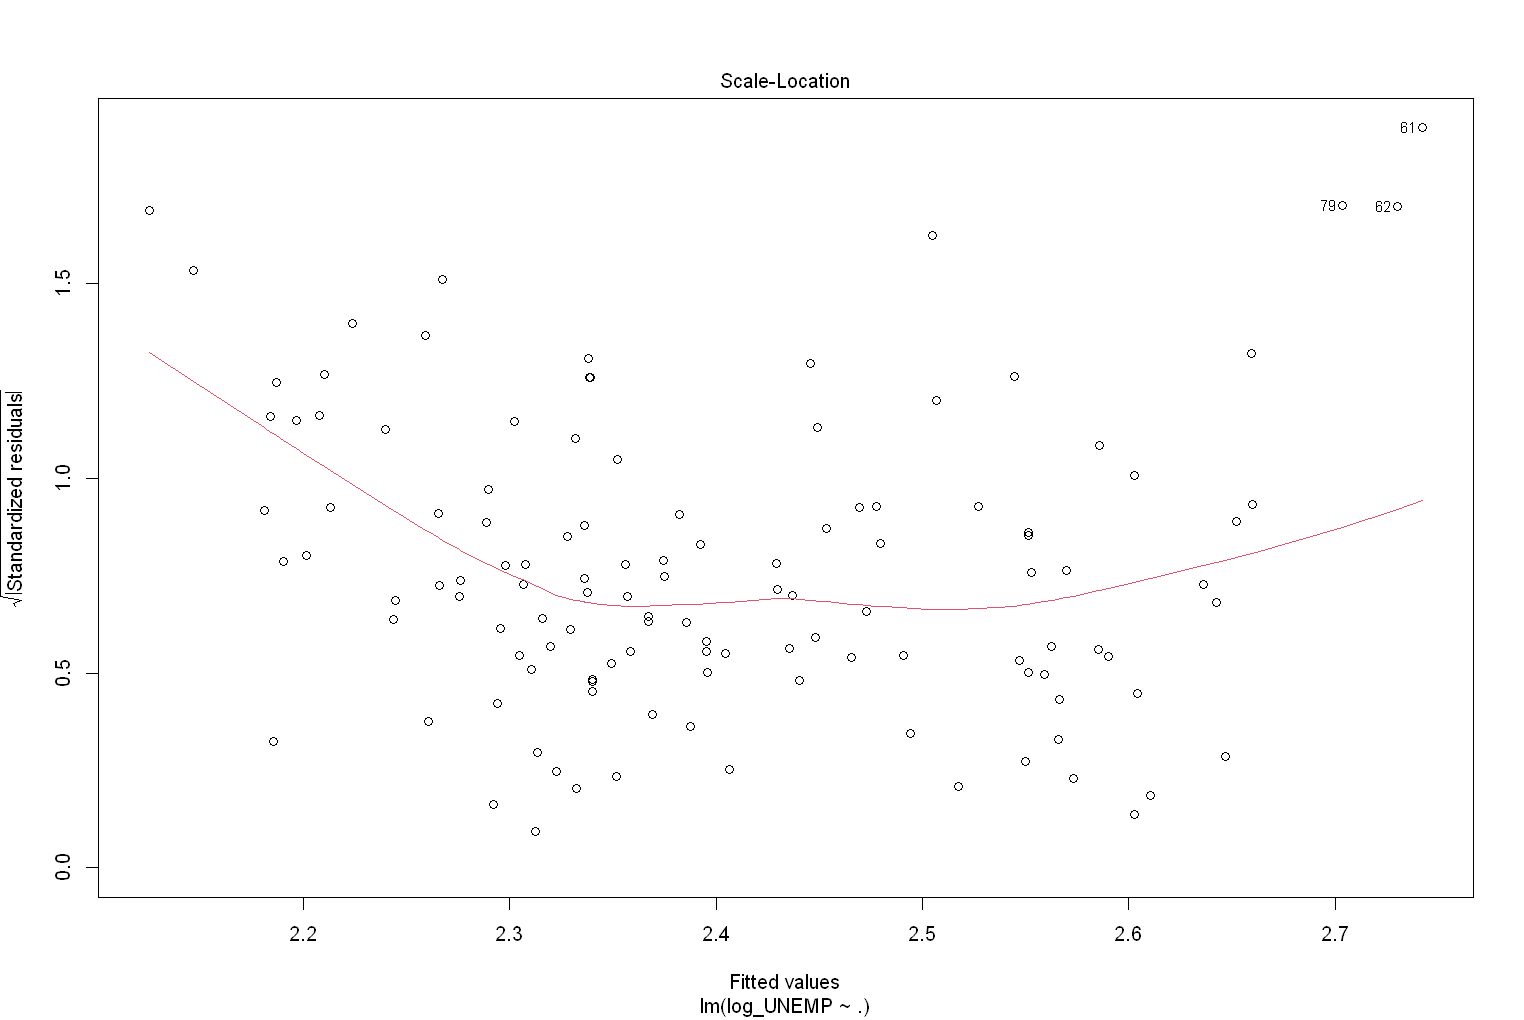 Scale-Location
√|Standardized residuals|
1.5
1.0
0.5
0.0
61
79
62
2.2 2.3 2.4 2.5 2.6 2.7
Fitted values
lm(log_UNEMP ~ .)